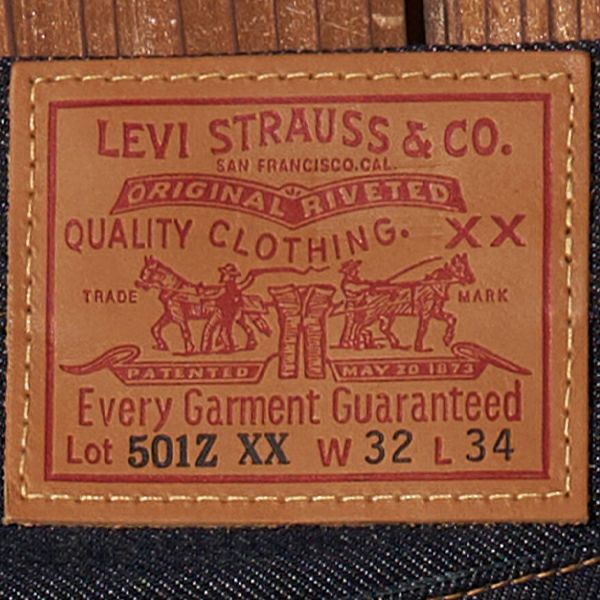 LEVI STRAUSS & CO.
SAN FRANCISCO, CAL.
ORIGINAL RIVETED
QUALITY CLOTHING. XX
TRADE MARK
PATENTED MAY 20 1873
Every Garment Guaranteed
Lot 501Z XX W 32 L 34